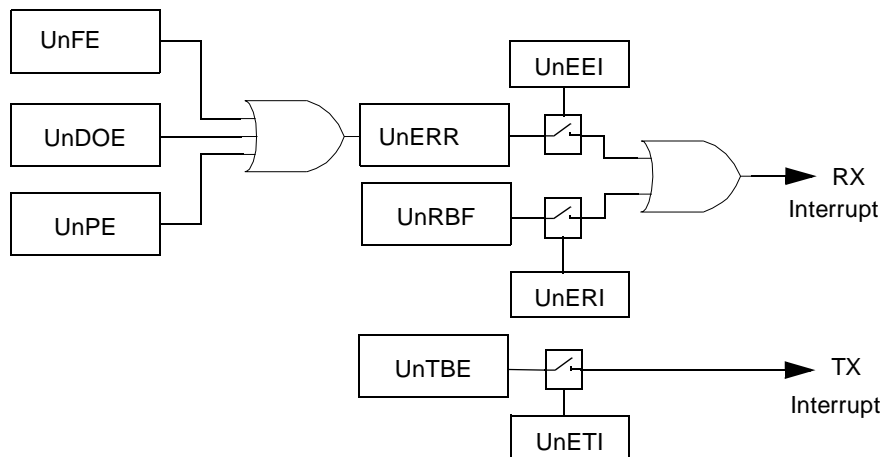 UnFE
UnEEI
UnDOE
UnERR
RX
Interrupt
UnPE
UnRBF
UnERI
UnTBE
TX
Interrupt
UnETI